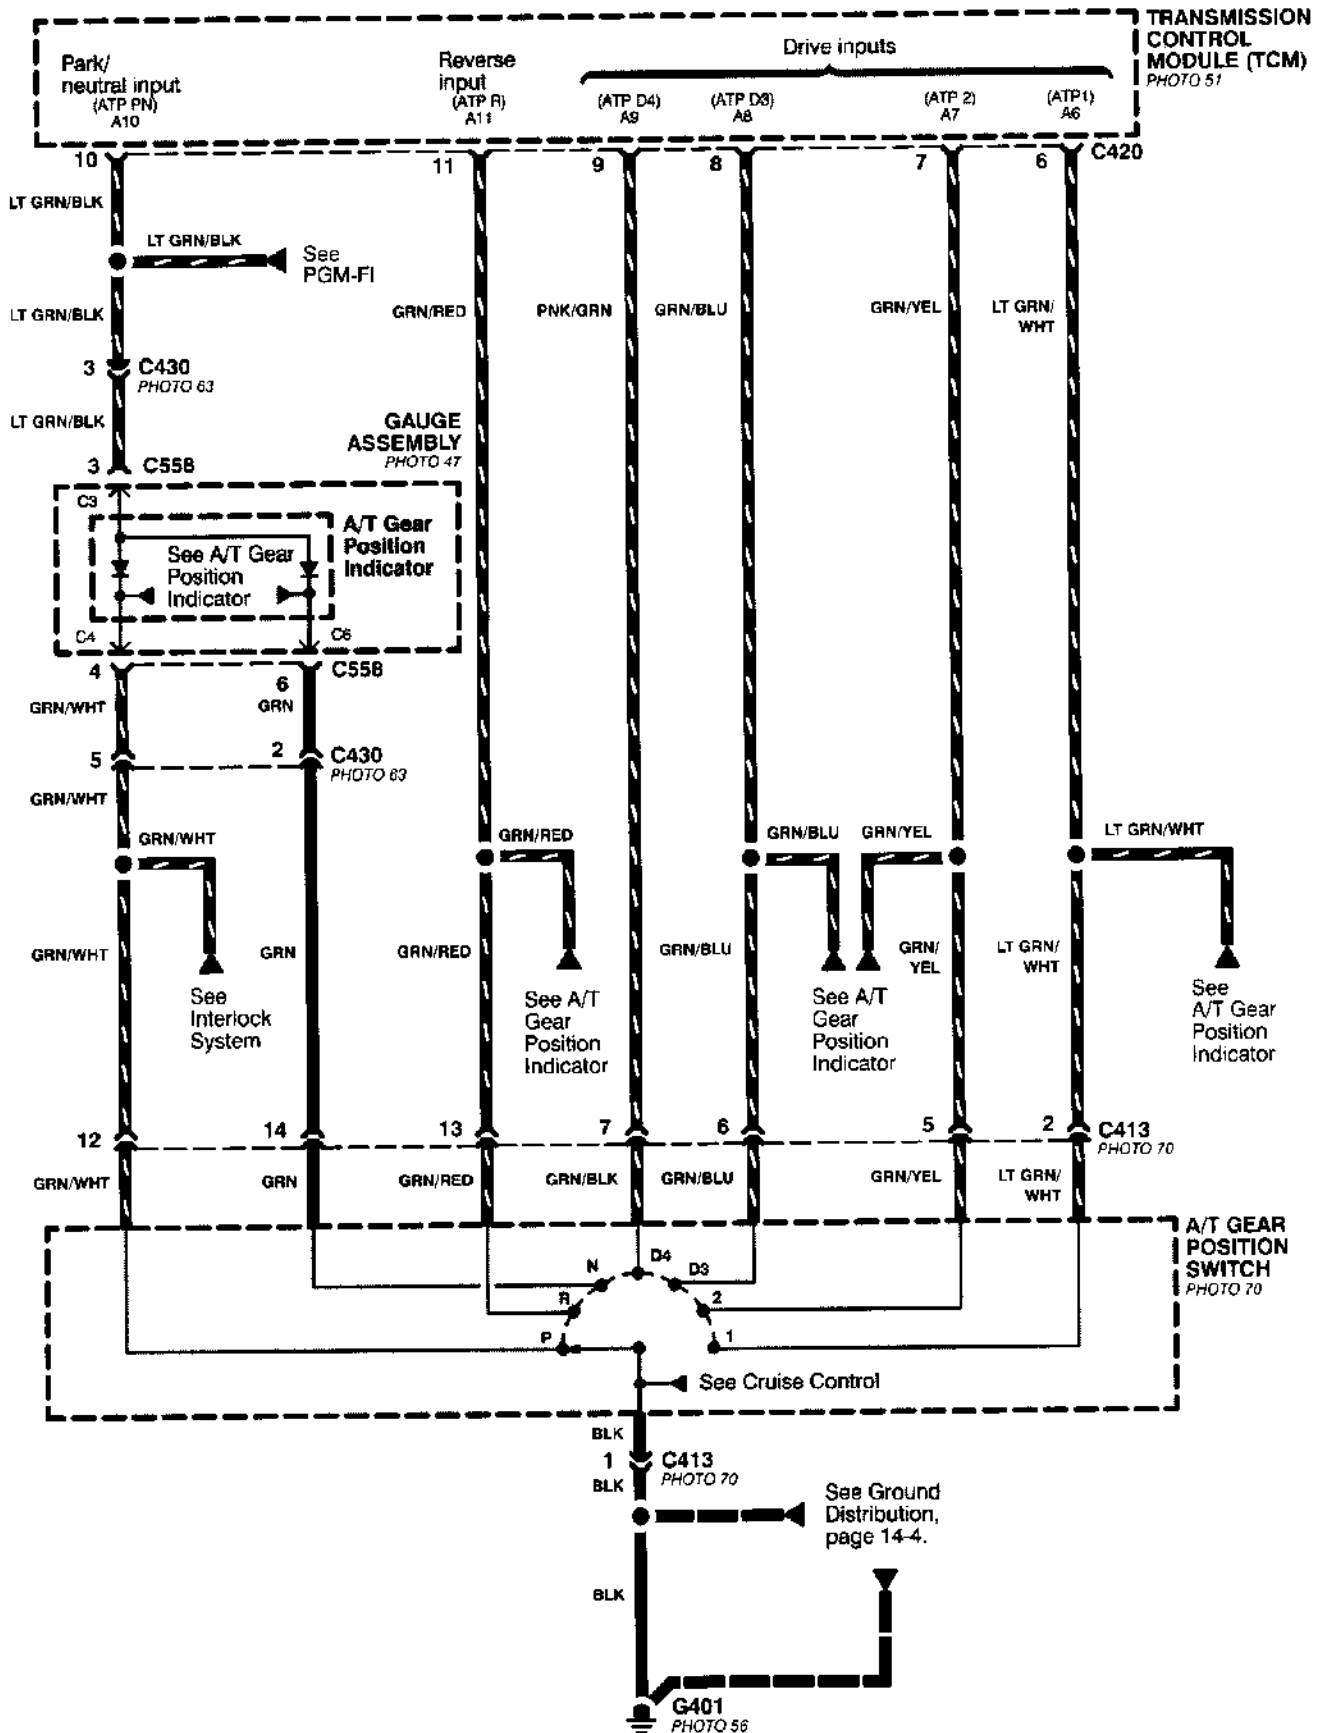 TRANSMISSION
CONTROL
MODULE (TCM)
PHOTO 51
Park/
neutral input
(ATP PN)
A10
Reverse
input
(ATP R)
A11
Drive inputs
(ATP D4)
A9
(ATP D3)
A8
(ATP 2)
A7
(ATP1)
A6
10
11
9
8
7
6
C420
LT GRN/BLK
LT GRN/BLK
See
PGM-FI
LT GRN/BLK
GRN/RED
PNK/GRN
GRN/BLU
GRN/YEL
LT GRN/
WHT
3
C430
PHOTO 63
LT GRN/BLK
GAUGE
ASSEMBLY
PHOTO 47
3
C558
C3
A/T Gear
Position
Indicator
See A/T Gear
Position
Indicator
C4
C6
4
6
C558
GRN/WHT
GRN
5
2
C430
PHOTO 63
GRN/WHT
GRN/WHT
GRN/RED
GRN/BLU
GRN/YEL
LT GRN/WHT
GRN/WHT
GRN
GRN/RED
GRN/BLU
GRN/
YEL
LT GRN/
WHT
See
Interlock
System
See A/T
Gear
Position
Indicator
See A/T
Gear
Position
Indicator
See
A/T Gear
Position
Indicator
12
14
13
7
6
5
2
C413
PHOTO 70
GRN/WHT
GRN
GRN/RED
GRN/BLK
GRN/BLU
GRN/YEL
LT GRN/
WHT
A/T GEAR
POSITION
SWITCH
PHOTO 70
N
D4
D3
R
2
P
1
See Cruise Control
BLK
1
C413
PHOTO 70
BLK
See Ground
Distribution,
page 14-4.
BLK
G401
PHOTO 56